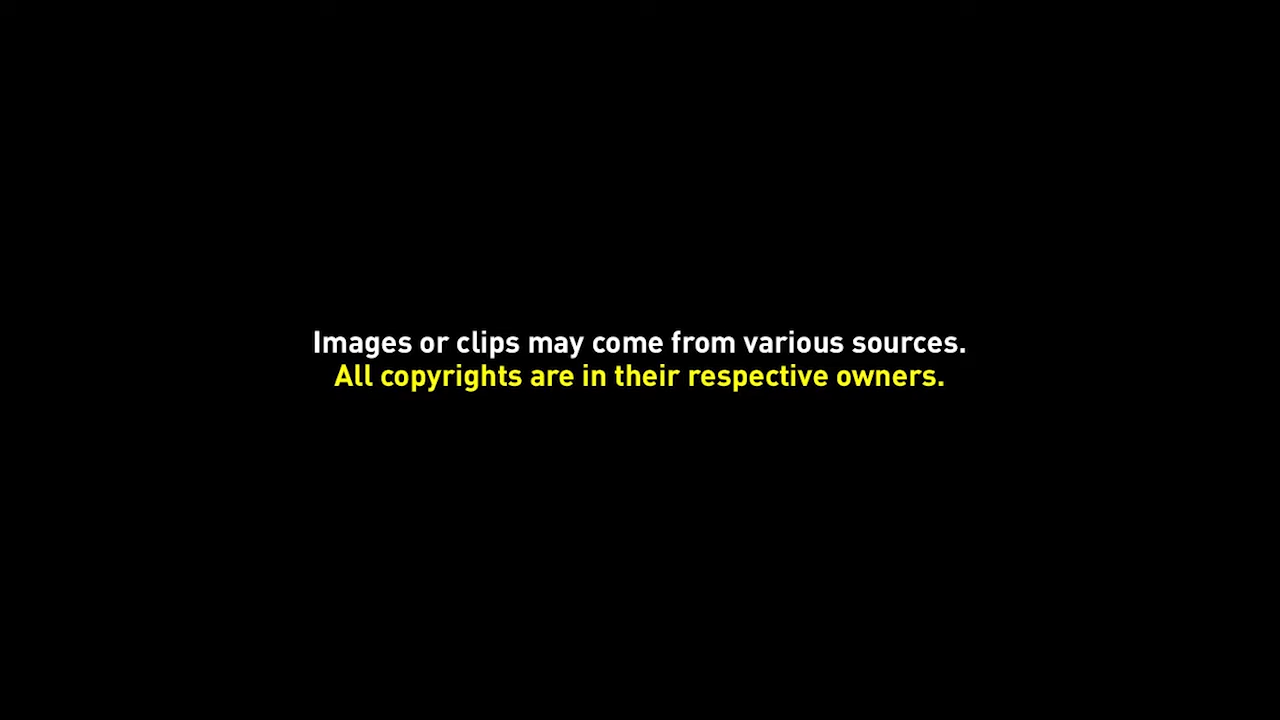 Images or clips may come from various sources.
All copyrights are in their respective owners.